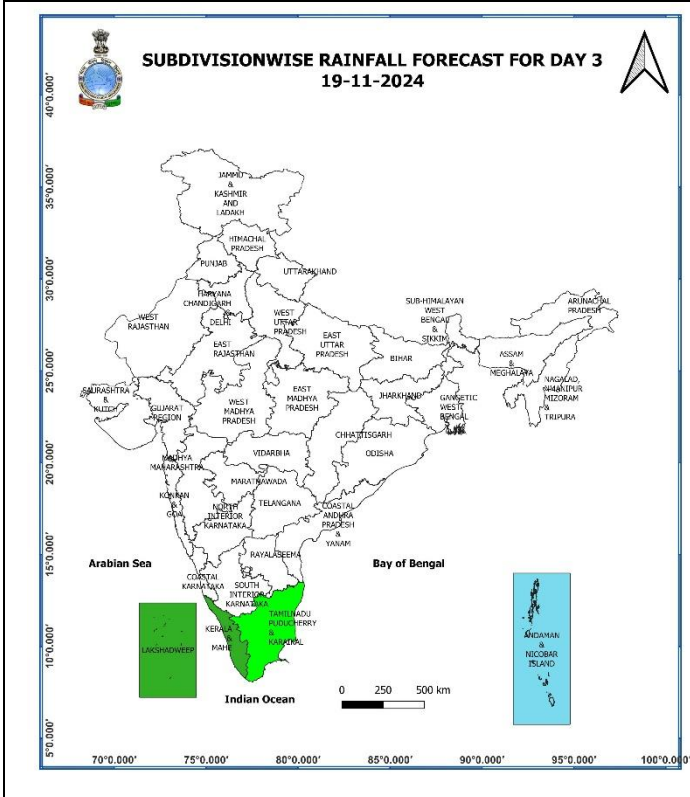 SUBDIVISIONWISE RAINFALL FORECAST FOR DAY 3
19-11-2024
40°0.000'
35°0.000'
30°0.000'
25°0.000'
20°0.000'
15°0.000'
10°0.000'
5°0.000'
JAMMU
&
KASHMIR
AND
LADAKH
HIMACHAL
PRADESH
PUNJAB
UTTARAKHAND
HARYANA
CHANDIGARH
&
DELHI
WEST
RAJASTHAN
WEST
UTTAR
PRADESH
EAST
RAJASTHAN
EAST
UTTAR
PRADESH
SUB-HIMALAYAN
WEST
BENGAL
&
SIKKIM
ARUNACHAL
PRADESH
BIHAR
ASSAM
&
MEGHALAYA
NAGALAD,
MANIPUR
MIZORAM
&
TRIPURA
SAURASHTRA
&
KUTCH
GUJARAT
REGION
WEST
MADHYA
PRADESH
EAST
MADHYA
PRADESH
JHARKHAND
GANGETIC
WEST
BENGAL
CHHATTISGARH
ODISHA
VIDARBHA
MADHYA
MAHARASHTRA
MARATHWADA
TELANGANA
KONKAN
&
GOA
NORTH
INTERIOR
KARNATAKA
COASTAL
ANDHRA
PRADESH
&
YANAM
RAYALASEEMA
Arabian Sea
Bay of Bengal
COASTAL
KARNATAKA
SOUTH
INTERIOR
KARNATAKA
TAMILNADU
PUDUCHERRY
&
KARAIKAL
KERALA
&
MAHE
LAKSHADWEEP
ANDAMAN
&
NICOBAR
ISLAND
Indian Ocean
0 250 500 km
70°0.000' 75°0.000' 80°0.000' 85°0.000' 90°0.000' 95°0.000' 100°0.000'